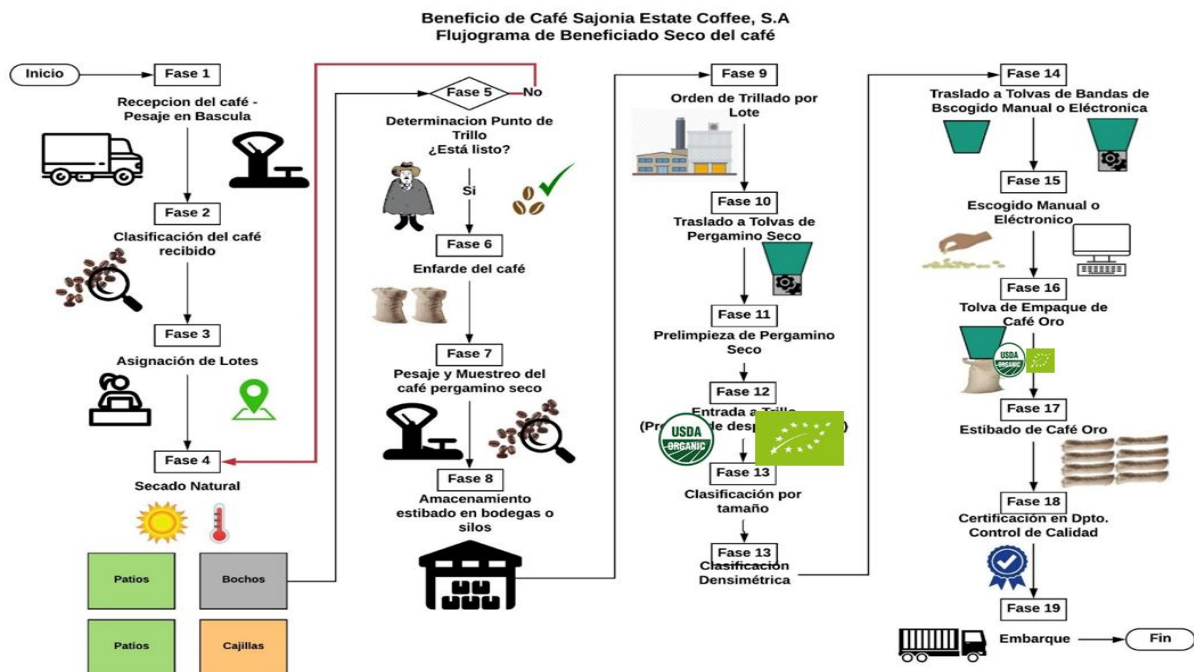 Beneficio de Café Sajonia Estate Coffee, S.A
Flujograma de Beneficiado Seco del café
Inicio
Fase 1
Recepcion del café -
Pesaje en Bascula
Fase 2
Clasificación del café
recibido
Fase 3
Asignación de Lotes
Fase 4
Secado Natural
Patios
Bochos
Patios
Cajillas
Fase 5
No
Determinacion Punto de
Trillo
¿Está listo?
Si
Fase 6
Enfarde del café
Fase 7
Pesaje y Muestreo del
café pergamino seco
Fase 8
Amacenamiento
estibado en bodegas o
silos
Fase 9
Orden de Trillado por
Lote
Fase 10
Traslado a Tolvas de
Pergamino Seco
Fase 11
Prelimpieza de Pergamino
Seco
Fase 12
Entrada a
de
USDA
ORGANIC
Fase 13
Clasificación por
tamaño
Fase 13
Clasificación
Densimétrica
Fase 14
Traslado a Tolvas de Bandas de
Bscogido Manual o Eléctronica
Fase 15
Escogido Manual o
Eléctronico
Fase 16
Tolva de Empaque de
Café Oro
USDA
ORGANIC
Fase 17
Estibado de Café Oro
Fase 18
Certificación en Dpto.
Control de Calidad
Fase 19
Embarque
Fin